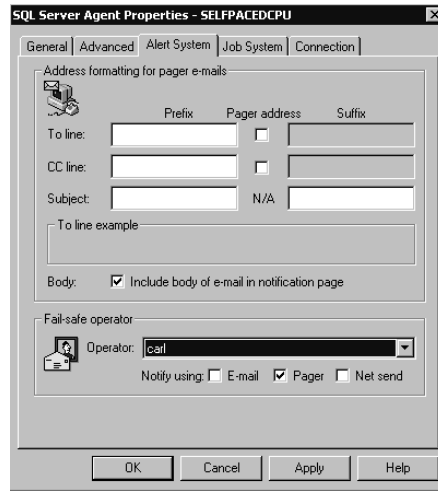 SQL Server Agent Properties - SELFPACEDCPU
General Advanced Alert System Job System Connection
Address formatting for pager e-mails
Prefix Pager address Suffix
To line:
CC line:
Subject: N/A
To line example
Body: Include body of e-mail in notification page
Fail-safe operator
Operator: carl
Notify using: E-mail Pager Net send
OK Cancel Apply Help